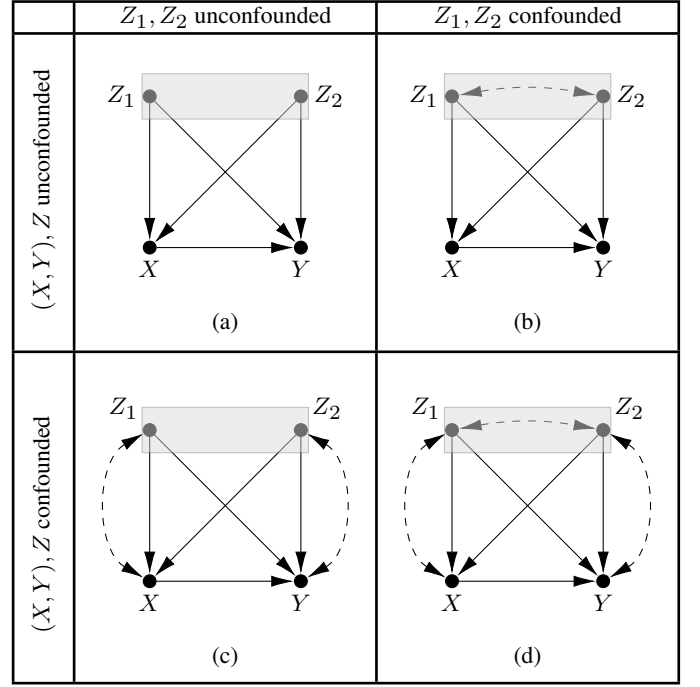 Z₁, Z₂ unconfounded
Z₁, Z₂ confounded
(X, Y), Z unconfounded
Z₁
Z₂
X
Y
(a)
Z₁
Z₂
X
Y
(b)
(X, Y), Z confounded
Z₁
Z₂
X
Y
(c)
Z₁
Z₂
X
Y
(d)